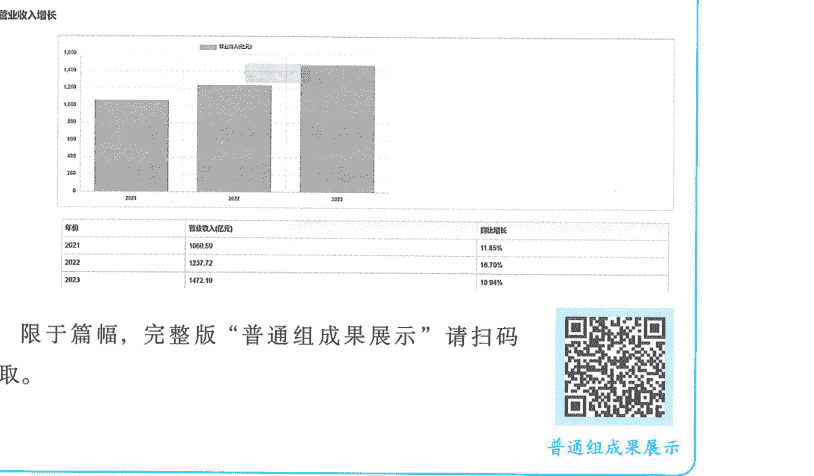 营业收入增长
营业收入(亿元)
1,600
1,400
1,200
1,000
800
600
400
200
0
2021 2022 2023
年份 营业收入(亿元) 同比增长
2021 1060.59 11.85%
2022 1237.72 16.70%
2023 1472.19 18.94%
限于篇幅，完整版“普通组成果展示”请扫码
取。
普通组成果展示